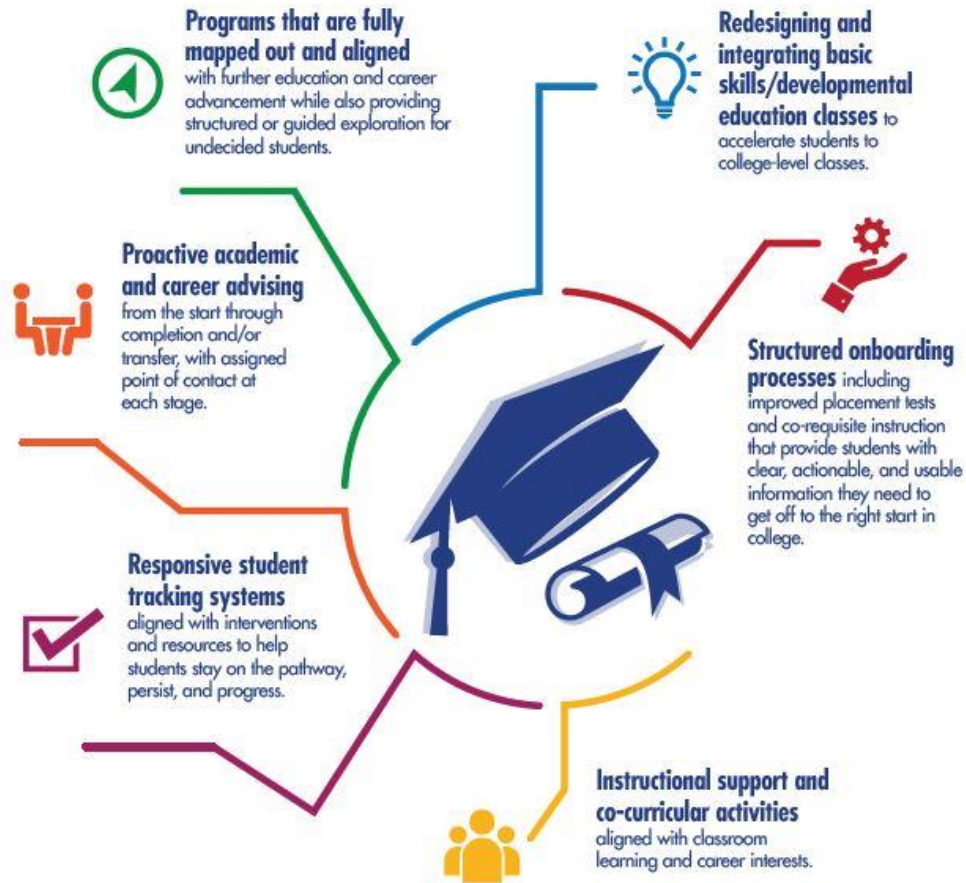 Programs that are fully
mapped out and aligned
with further education and career
advancement while also providing
structured or guided exploration for
undecided students.
Redesigning and
integrating basic
skills/developmental
education classes to
accelerate students to
college-level classes.
Proactive academic
and career advising
from the start through
completion and/or
transfer, with assigned
point of contact at
each stage.
Structured onboarding
processes including
improved placement tests
and co-requisite instruction
that provide students with
clear, actionable, and usable
information they need to
get off to the right start in
college.
Responsive student
tracking systems
aligned with interventions
and resources to help
students stay on the pathway,
persist, and progress.
Instructional support and
co-curricular activities
aligned with classroom
learning and career interests.